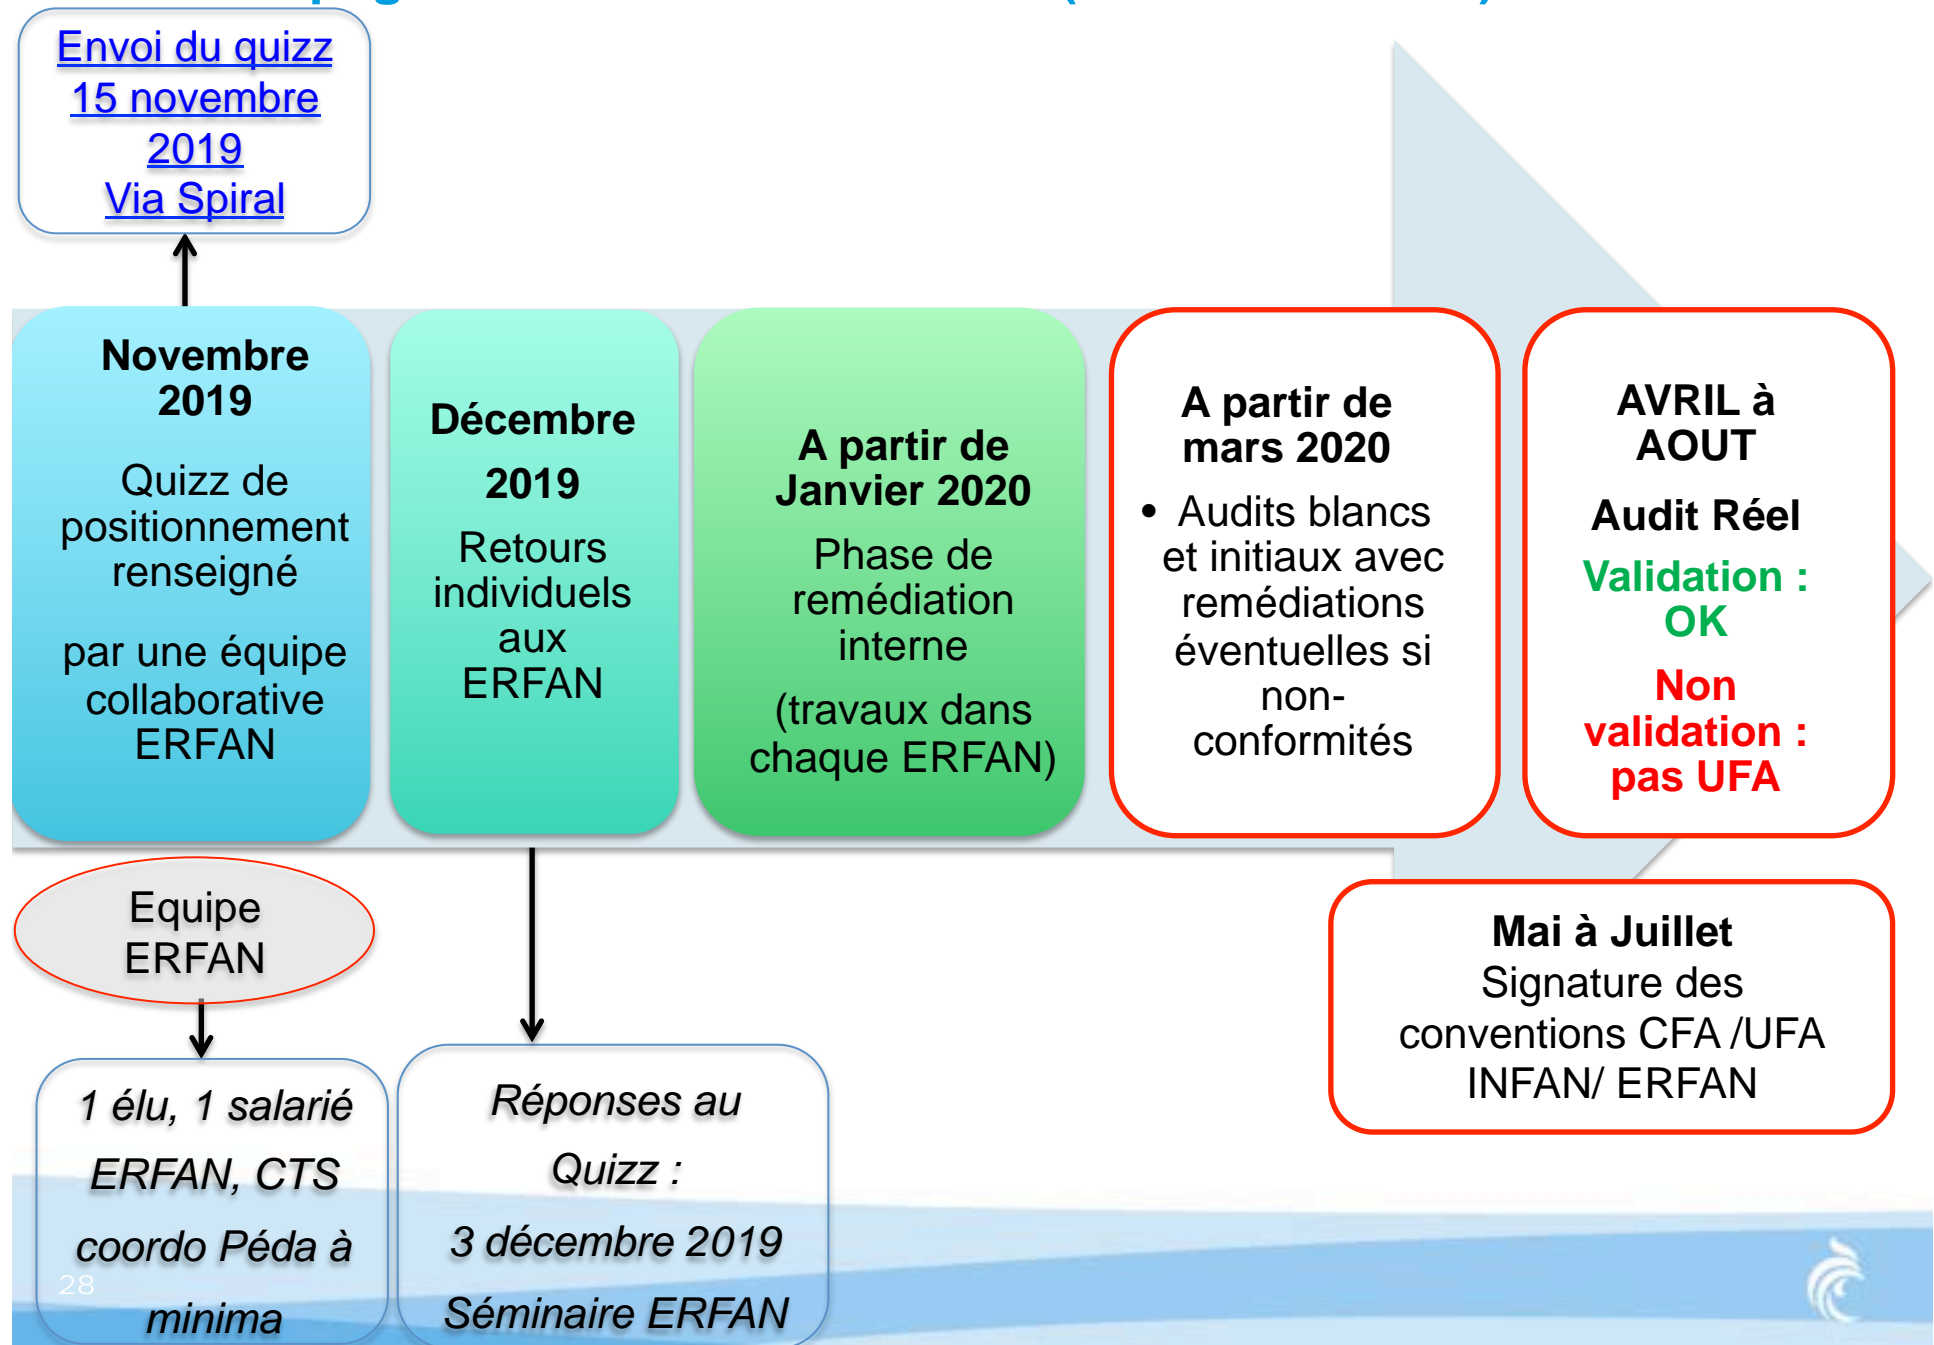 Envoi du quizz
15 novembre
2019
Via Spiral
Novembre
2019
Quizz de
positionnement
renseigné
par une équipe
collaborative
ERFAN
Décembre
2019
Retours
individuels
aux
ERFAN
A partir de
Janvier 2020
Phase de
remédiation
interne
(travaux dans
chaque ERFAN)
A partir de
mars 2020
• Audits blancs
et initiaux avec
remédiations
éventuelles si
non-
conformités
AVRIL à
AOUT
Audit Réel
Validation :
OK
Non
validation :
pas UFA
Mai à Juillet
Signature des
conventions CFA /UFA
INFAN/ ERFAN
Equipe
ERFAN
1 élu, 1 salarié
ERFAN, CTS
coordo Péda à
minima
Réponses au
Quizz :
3 décembre 2019
Séminaire ERFAN
28